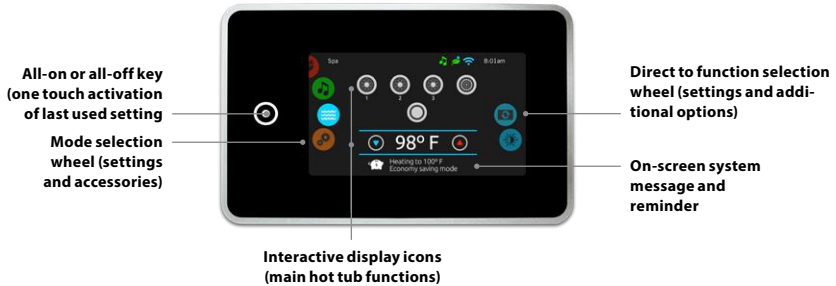 All-on or all-off key
(one touch activation
of last used setting
Mode selection
wheel (settings
and accessories)
Spa
8:01am
1
2
3
98° F
Heating to 100° F
Economy saving mode
Direct to function selection
wheel (settings and addi-
tional options)
On-screen system
message and
reminder
Interactive display icons
(main hot tub functions)